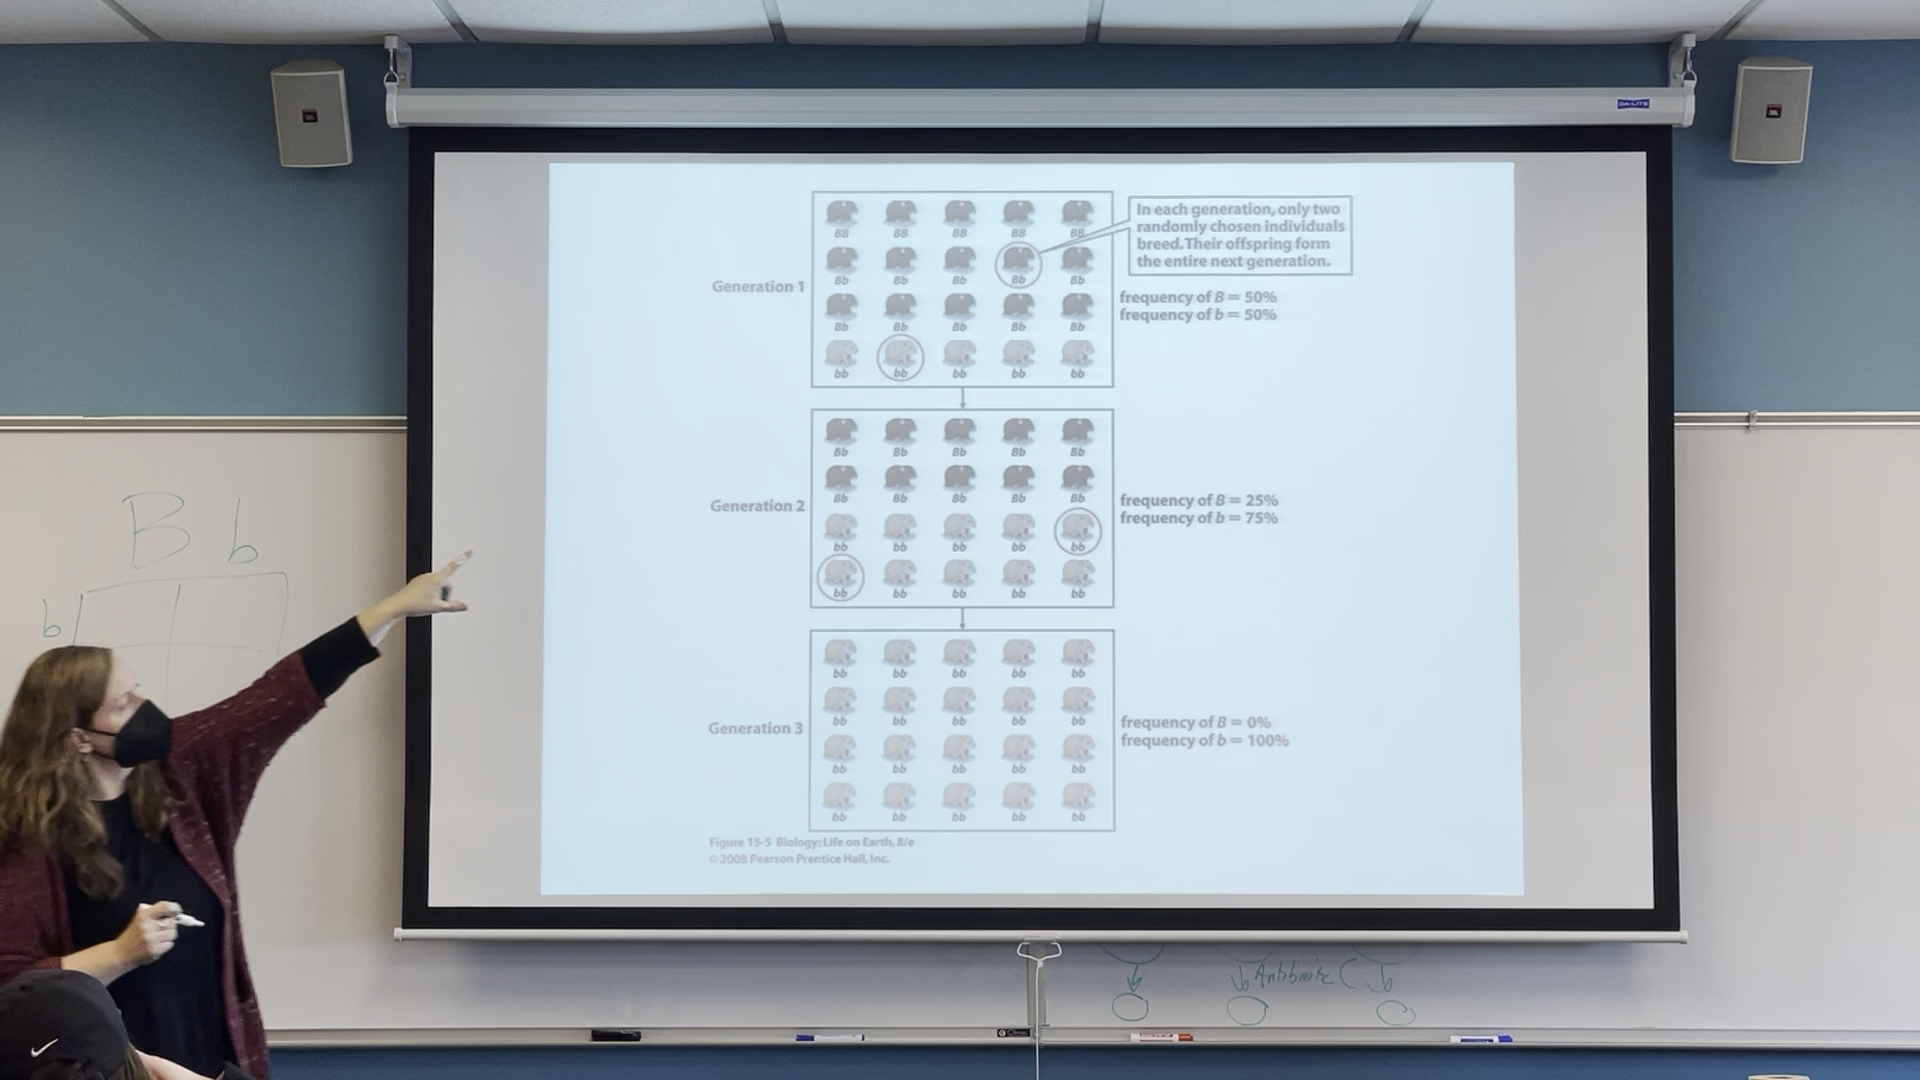 DA-LITE
BB BB BB BB BB
Bb Bb Bb Bb Bb
Bb Bb Bb Bb Bb
bb bb bb bb bb
Generation 1
In each generation, only two
randomly chosen individuals
breed. Their offspring form
the entire next generation.
frequency of B = 50%
frequency of b = 50%
Bb Bb Bb Bb Bb
Bb Bb Bb Bb Bb
bb bb bb bb bb
bb bb bb bb bb
Generation 2
frequency of B = 25%
frequency of b = 75%
bb bb bb bb bb
bb bb bb bb bb
bb bb bb bb bb
bb bb bb bb bb
Generation 3
frequency of B = 0%
frequency of b = 100%
Figure 15-5 Biology: Life on Earth, 8/e
© 2008 Pearson Prentice Hall, Inc.
B b
b
Antibiotic